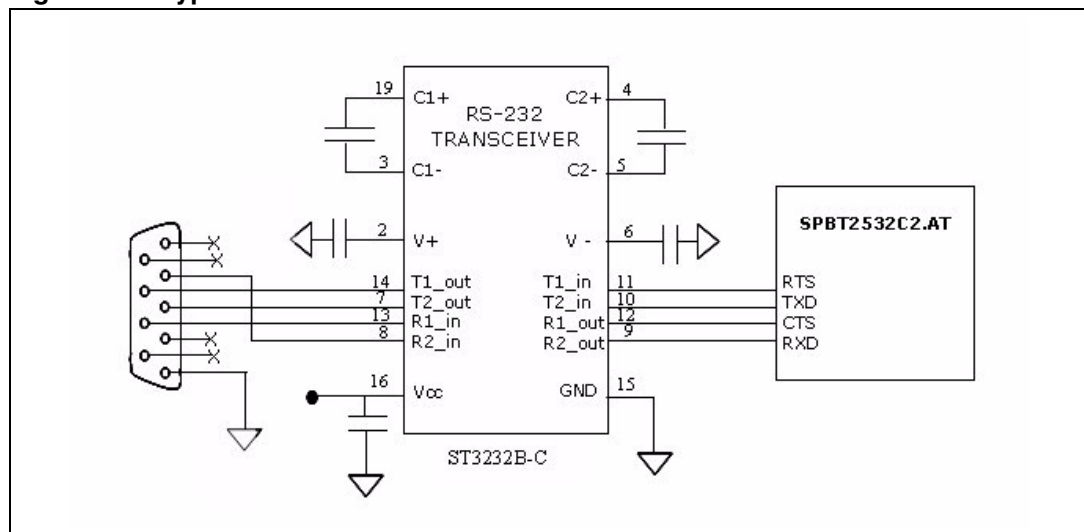 19 C1+ C2+ 4
RS-232
TRANSCEIVER
3 C1- C2- 5
SPBT2532C2.AT
2 V+ V - 6
14 T1_out T1_in 11 RTS
7 T2_out T2_in 10 TXD
13 R1_in R1_out 12 CTS
8 R2_in R2_out 9 RXD
16 Vcc GND 15
ST3232B-C